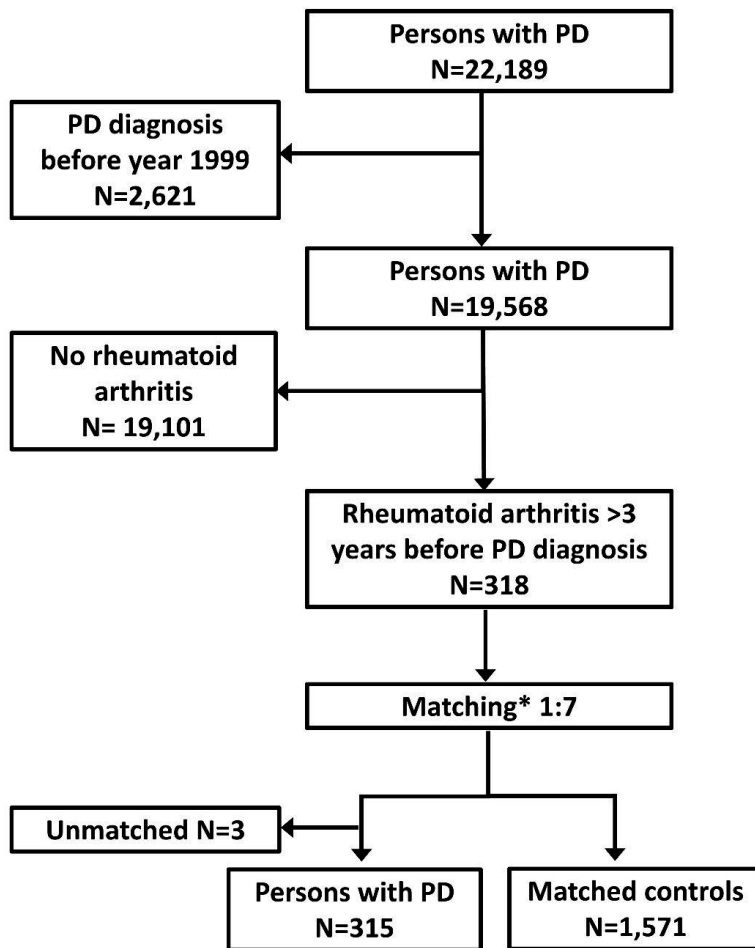 Persons with PD
N=22,189
PD diagnosis
before year 1999
N=2,621
Persons with PD
N=19,568
No rheumatoid
arthritis
N= 19,101
Rheumatoid arthritis >3
years before PD diagnosis
N=318
Matching* 1:7
Unmatched N=3
Persons with PD
N=315
Matched controls
N=1,571